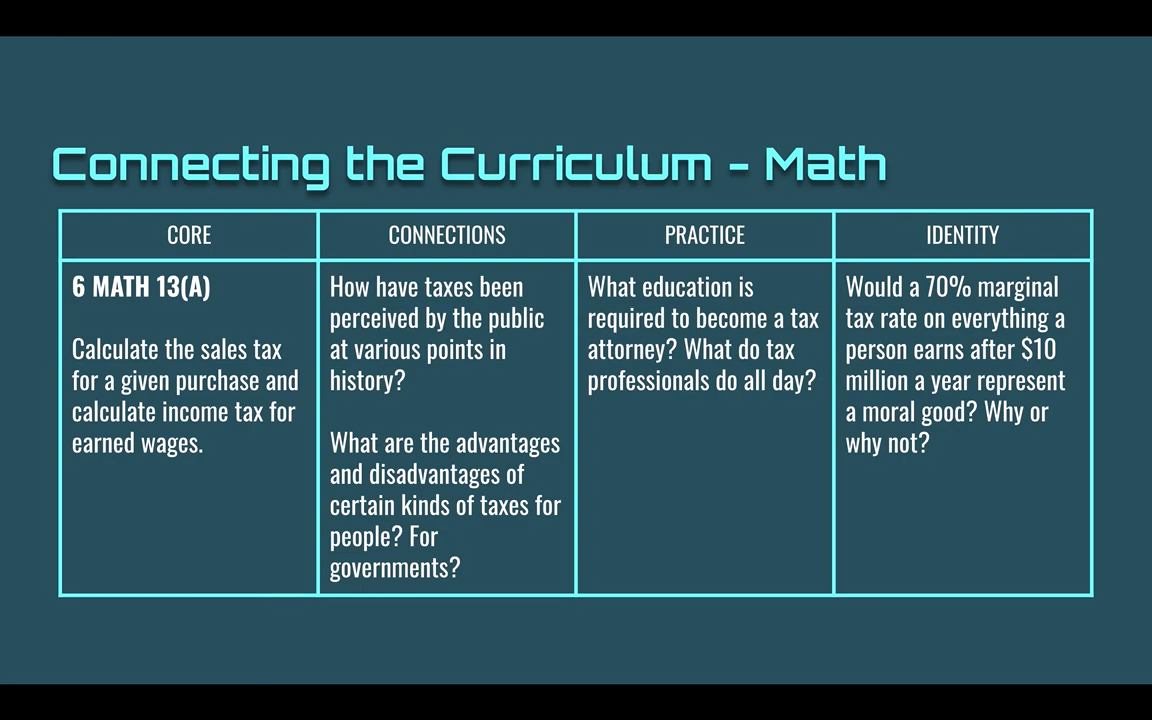 Connecting the Curriculum - Math
CORE
CONNECTIONS
PRACTICE
IDENTITY
6 MATH 13(A)
Calculate the sales tax
for a given purchase and
calculate income tax for
earned wages.
How have taxes been
perceived by the public
at various points in
history?
What are the advantages
and disadvantages of
certain kinds of taxes for
people? For
governments?
What education is
required to become a tax
attorney? What do tax
professionals do all day?
Would a 70% marginal
tax rate on everything a
person earns after $10
million a year represent
a moral good? Why or
why not?